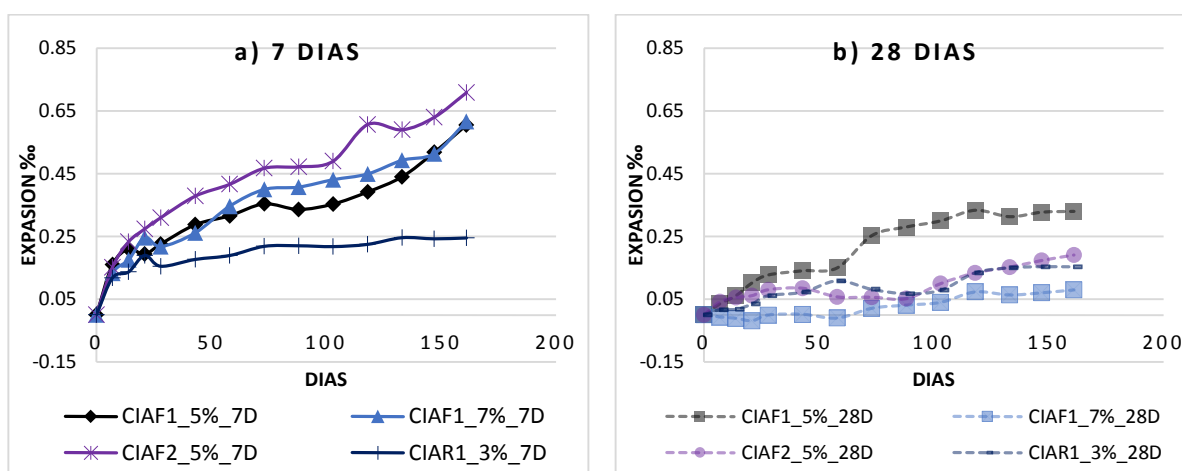 a) 7 DIAS
EXPASION ‰
0.85
0.65
0.45
0.25
0.05
-0.15
0 50 100 150 200
DIAS
CIAF1_5%_7D CIAF1_7%_7D
CIAF2_5%_7D CIAR1_3%_7D
b) 28 DIAS
EXPASION ‰
0.85
0.65
0.45
0.25
0.05
-0.15
0 50 100 150 200
DIAS
CIAF1_5%_28D CIAF1_7%_28D
CIAF2_5%_28D CIAR1_3%_28D